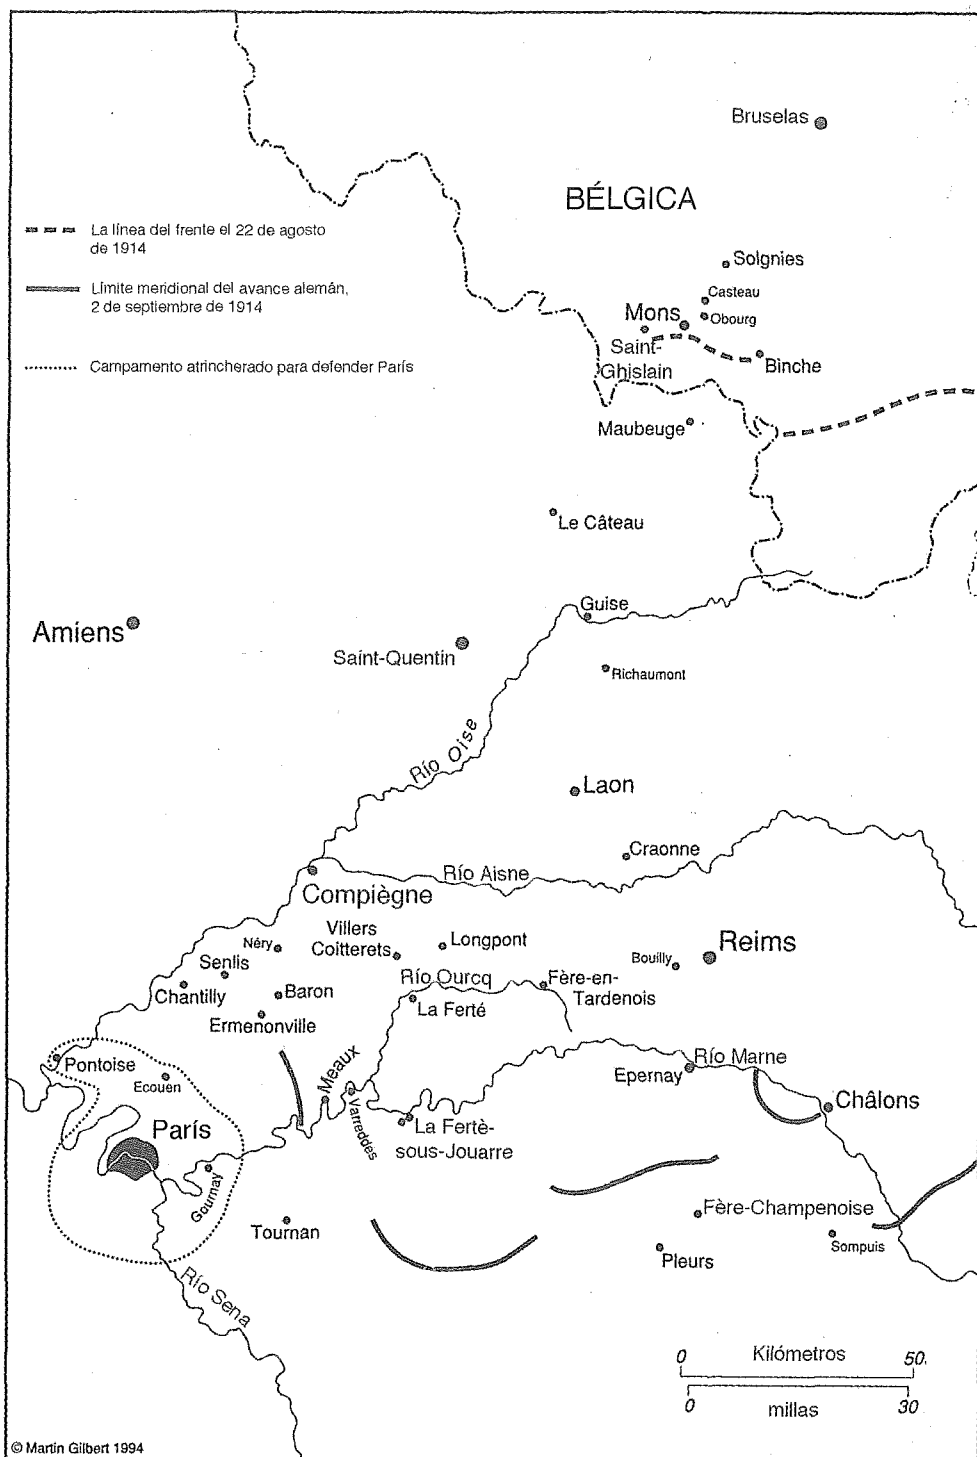 Bruselas
BÉLGICA
La línea del frente el 22 de agosto
de 1914
Límite meridional del avance alemán,
2 de septiembre de 1914
Campamento atrincherado para defender París
Soignies
Casteau
Mons
Obourg
Saint-
Ghislain
Binche
Maubeuge
Le Câteau
Guise
Amiens
Saint-Quentin
Richaumont
Río Oise
Laon
Craonne
Río Aisne
Compiègne
Villers
Coitterets
Longpont
Néry
Senlis
Bouilly
Reims
Chantilly
Baron
Río Ourcq
Fère-en-
Tardenois
La Ferté
Ermenonville
Pontoise
Ecouen
Meaux
Río Marne
Epernay
Châlons
París
Varreddes
La Fertè-
sous-Jouarre
Gournay
Tournan
Fère-Champenoise
Sompuis
Pleurs
Río Sena
0 Kilómetros 50
0 millas 30
© Martin Gilbert 1994